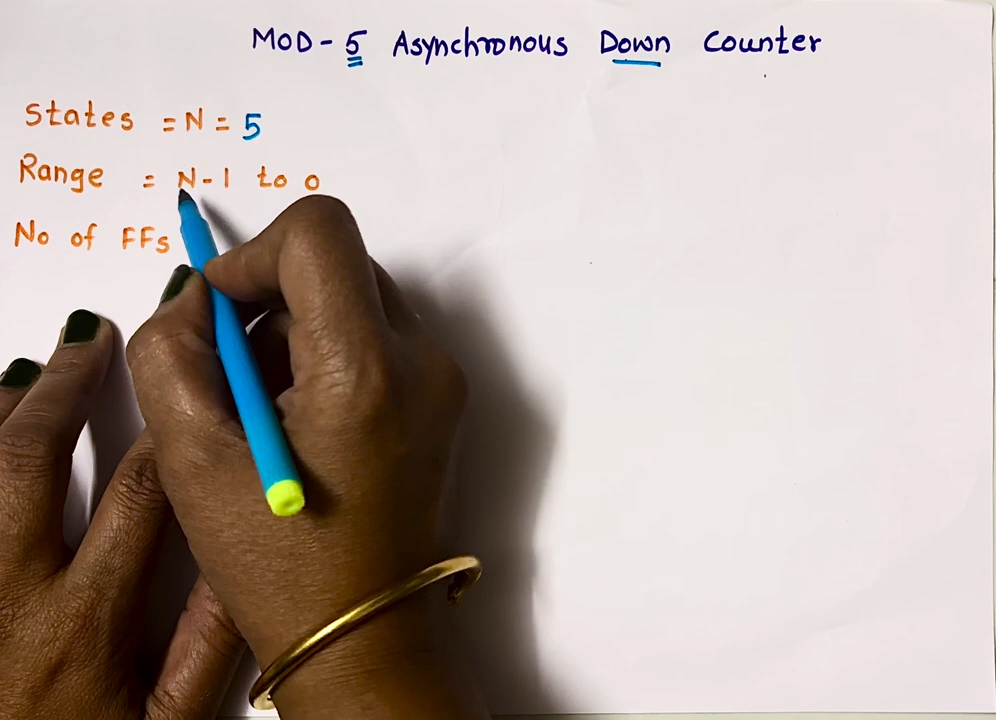 MOD-5 Asynchronous Down Counter
States = N = 5
Range = N-1 to 0
No of FFs